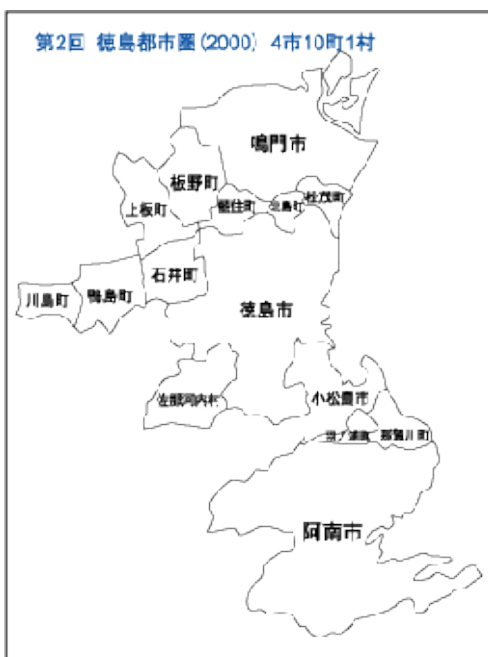 第2回 徳島都市圏(2000) 4市10町1村
鳴門市
板野町
上板町
藍住町
北島町
松茂町
石井町
川島町
鴨島町
徳島市
佐那河内村
小松島市
羽ノ浦町
那賀川町
阿南市